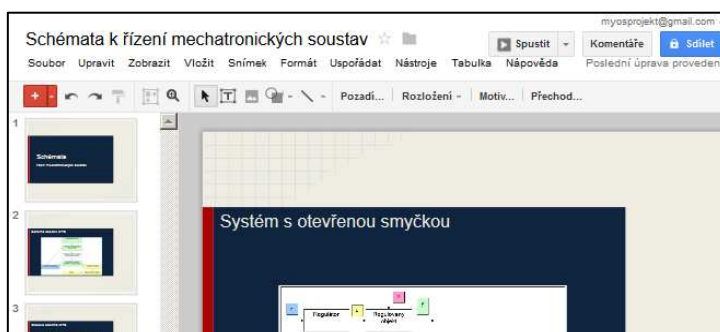 myosprojekt@gmail.com
Schémata k řízení mechatronických soustav
Spustit
Komentáře
Sdílet
Soubor Upravit Zobrazit Vložit Snímek Formát Uspořádat Nástroje Tabulka Nápověda
Poslední úprava proveden
Pozadí... Rozložení Motiv... Přechod...
1
Schémata
2
3
Systém s otevřenou smyčkou
Regulátor
Regulovaný
objekt